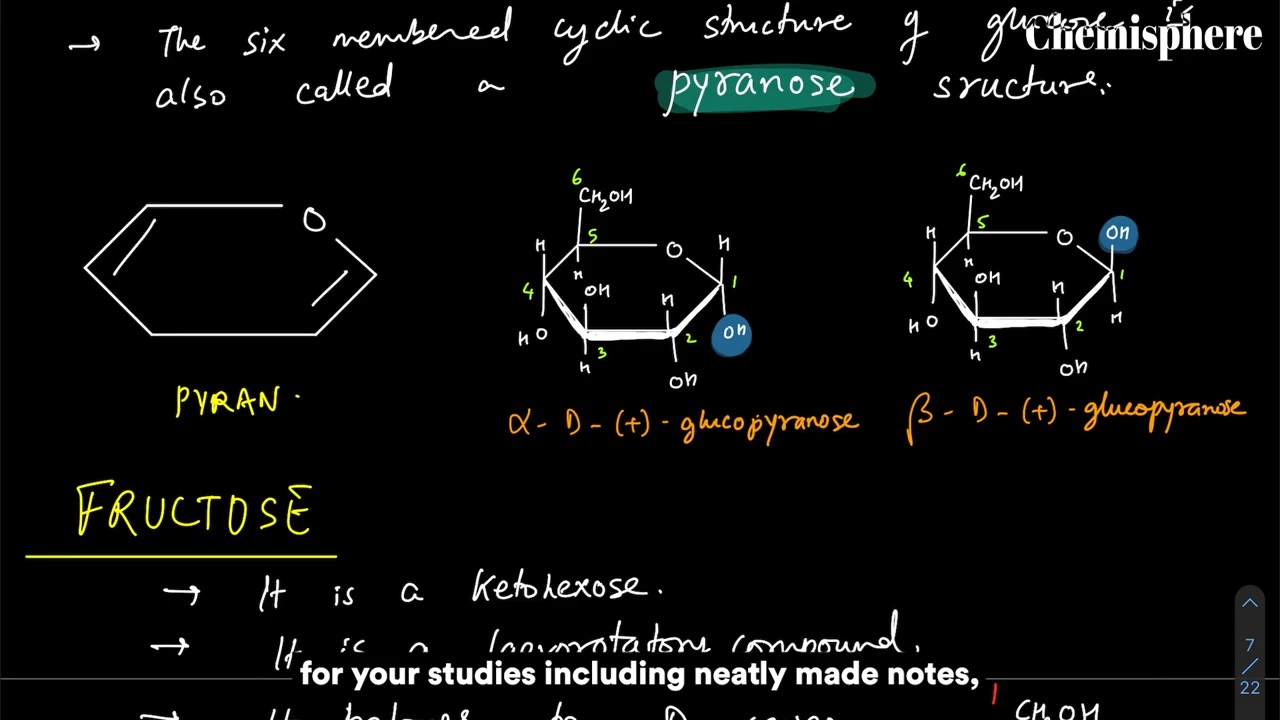 → The six membered cyclic structure of glucose is
Chemisphere
also called a pyranose sructure.
O
PYRAN
6
CH2OH
5
H
O
H
H
4
OH
H
1
HO
OH
3
2
H
OH
α - D - (+) - glucopyranose
6
CH2OH
OH
5
H
O
H
4
OH
H
1
HO
H
3
2
H
OH
β - D - (+) - glucopyranose
FRUCTOSE
→ It is a Ketohexose.
→ It is a compound.
for your studies including neatly made notes,
→ D
1
CH2OH
7
/
22